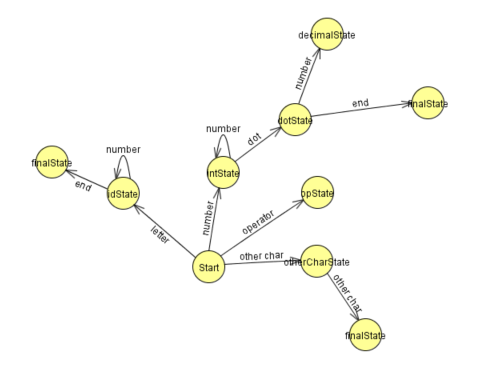 decimalState
number
end
finalState
dotState
number
dot
number
finalState
intState
end
idState
opState
letter
number
operator
other char
Start
otherCharState
other char
finalState